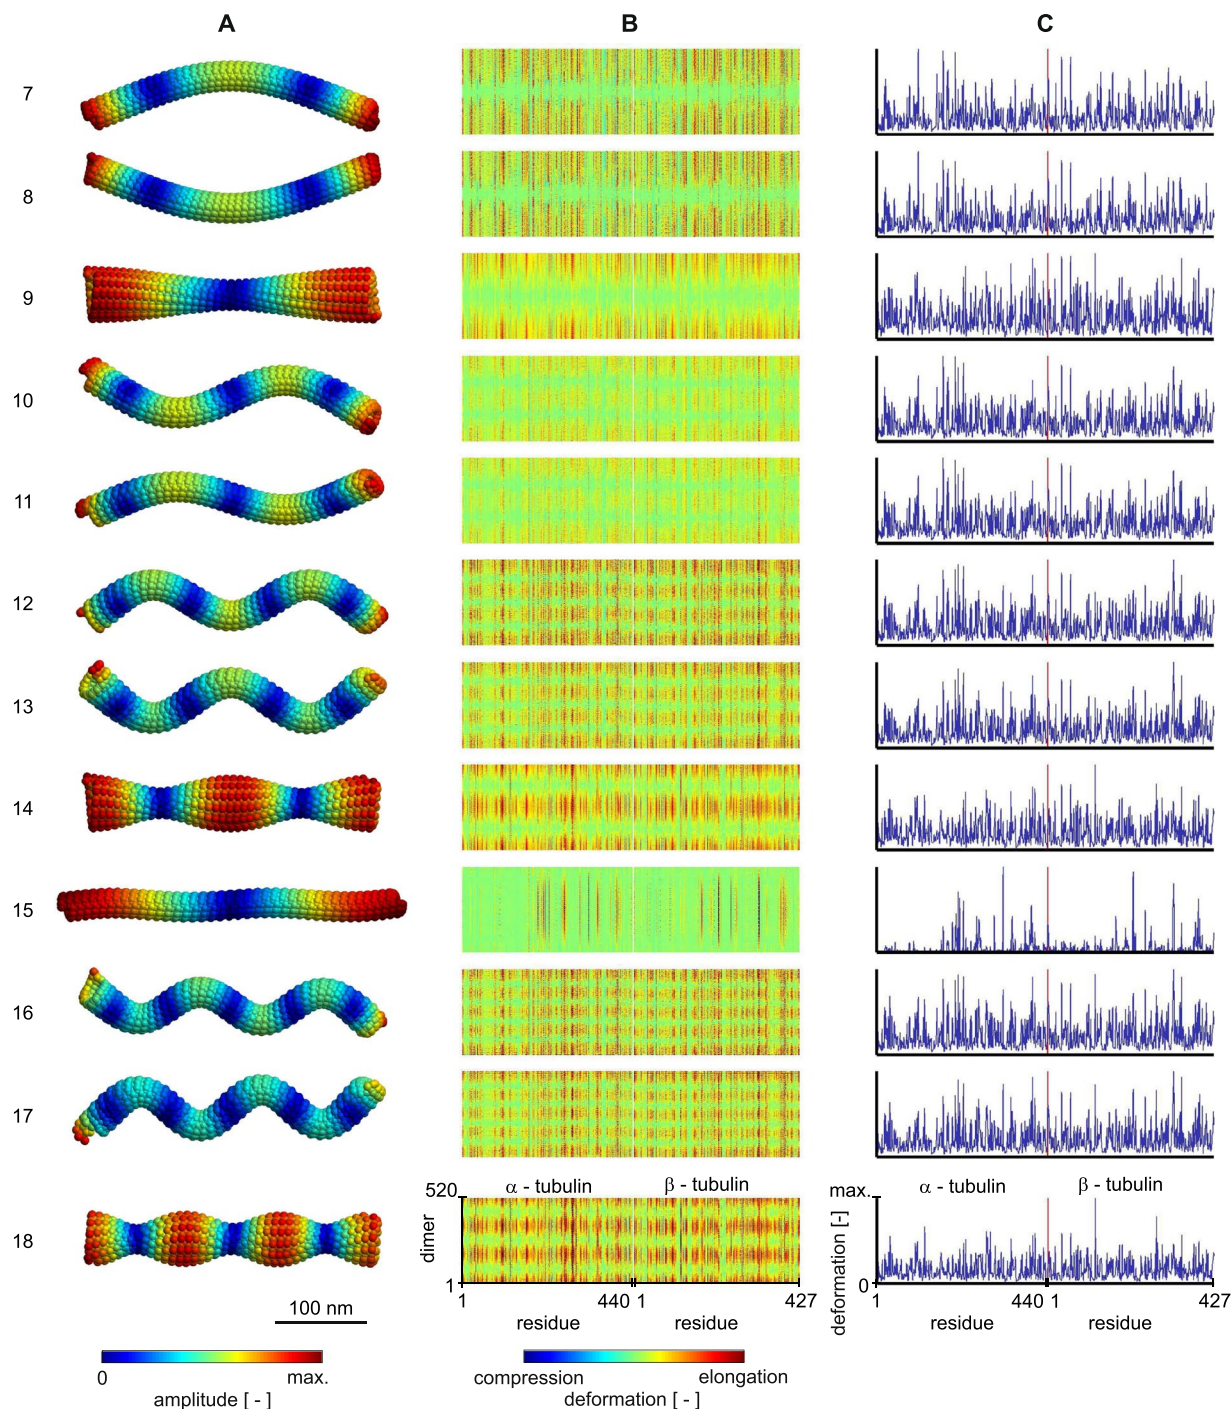 A B C
7
8
9
10
11
12
13
14
15
16
17
18
520
α - tubulin β - tubulin
dimer
1
1 440 1 427
residue residue
max.
α - tubulin β - tubulin
deformation [-]
0
1 440 1 427
residue residue
100 nm
0 max.
amplitude [ - ]
compression elongation
deformation [ - ]